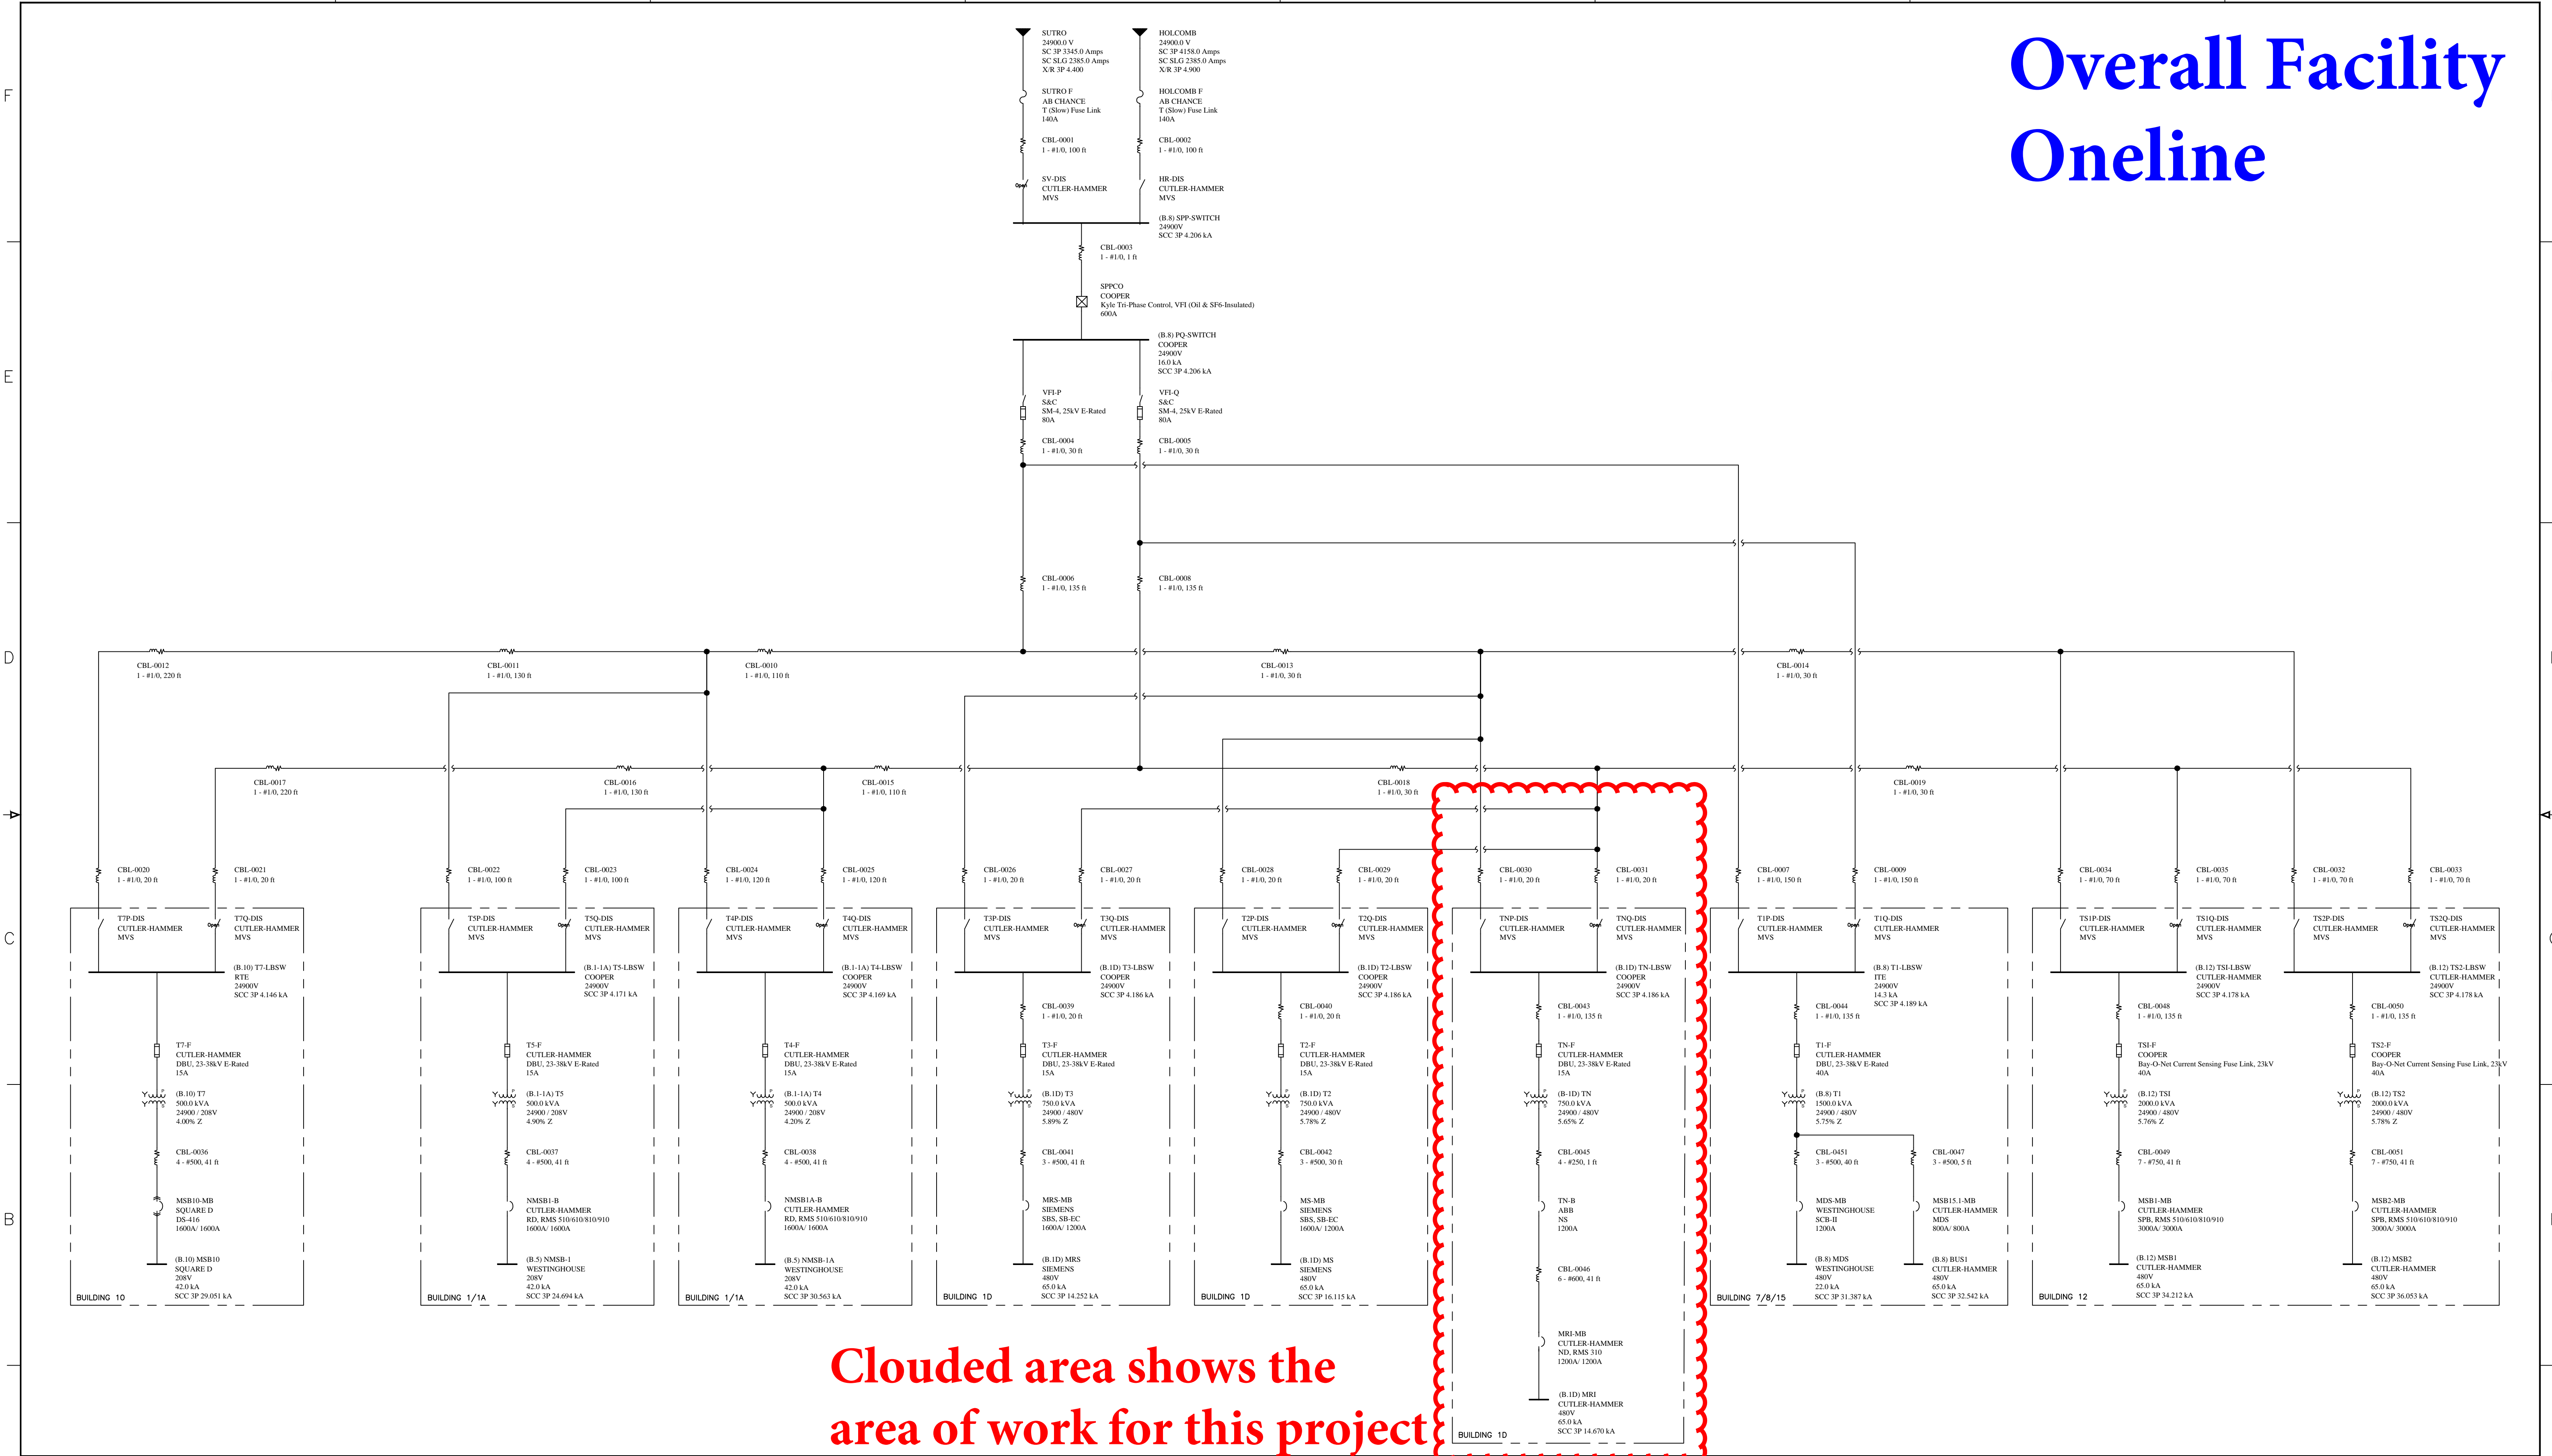 Overall Facility
Oneline
F
E
D
C
B
SUTRO
24900.0 V
SC 3P 3345.0 Amps
SC SLG 2385.0 Amps
X/R 3P 4.400
HOLCOMB
24900.0 V
SC 3P 4158.0 Amps
SC SLG 2385.0 Amps
X/R 3P 4.900
SUTRO F
AB CHANCE
T (Slow) Fuse Link
140A
HOLCOMB F
AB CHANCE
T (Slow) Fuse Link
140A
CBL-0001
1 - #1/0, 100 ft
CBL-0002
1 - #1/0, 100 ft
Open
SV-DIS
CUTLER-HAMMER
MVS
HR-DIS
CUTLER-HAMMER
MVS
(B.8) SPP-SWITCH
24900V
SCC 3P 4.206 kA
CBL-0003
1 - #1/0, 1 ft
SPPCO
COOPER
Kyle Tri-Phase Control, VFI (Oil & SF6-Insulated)
600A
(B.8) PQ-SWITCH
COOPER
24900V
16.0 kA
SCC 3P 4.206 kA
VFI-P
S&C
SM-4, 25kV E-Rated
80A
VFI-Q
S&C
SM-4, 25kV E-Rated
80A
CBL-0004
1 - #1/0, 30 ft
CBL-0005
1 - #1/0, 30 ft
CBL-0006
1 - #1/0, 135 ft
CBL-0008
1 - #1/0, 135 ft
CBL-0012
1 - #1/0, 220 ft
CBL-0011
1 - #1/0, 130 ft
CBL-0010
1 - #1/0, 110 ft
CBL-0013
1 - #1/0, 30 ft
CBL-0014
1 - #1/0, 30 ft
CBL-0017
1 - #1/0, 220 ft
CBL-0016
1 - #1/0, 130 ft
CBL-0015
1 - #1/0, 110 ft
CBL-0018
1 - #1/0, 30 ft
CBL-0019
1 - #1/0, 30 ft
CBL-0020
1 - #1/0, 20 ft
CBL-0021
1 - #1/0, 20 ft
T7P-DIS
CUTLER-HAMMER
MVS
Open
T7Q-DIS
CUTLER-HAMMER
MVS
(B.10) T7-LBSW
RTE
24900V
SCC 3P 4.146 kA
T7-F
CUTLER-HAMMER
DBU, 23-38kV E-Rated
15A
P
S
(B.10) T7
500.0 kVA
24900 / 208V
4.00% Z
CBL-0036
4 - #500, 41 ft
MSB10-MB
SQUARE D
DS-416
1600A/ 1600A
(B.10) MSB10
SQUARE D
208V
42.0 kA
SCC 3P 29.051 kA
BUILDING 10
CBL-0022
1 - #1/0, 100 ft
CBL-0023
1 - #1/0, 100 ft
T5P-DIS
CUTLER-HAMMER
MVS
Open
T5Q-DIS
CUTLER-HAMMER
MVS
(B.1-1A) T5-LBSW
COOPER
24900V
SCC 3P 4.171 kA
T5-F
CUTLER-HAMMER
DBU, 23-38kV E-Rated
15A
P
S
(B.1-1A) T5
500.0 kVA
24900 / 208V
4.90% Z
CBL-0037
4 - #500, 41 ft
NMSB1-B
CUTLER-HAMMER
RD, RMS 510/610/810/910
1600A/ 1600A
(B.5) NMSB-1
WESTINGHOUSE
208V
42.0 kA
SCC 3P 24.694 kA
BUILDING 1/1A
CBL-0024
1 - #1/0, 120 ft
CBL-0025
1 - #1/0, 120 ft
T4P-DIS
CUTLER-HAMMER
MVS
Open
T4Q-DIS
CUTLER-HAMMER
MVS
(B.1-1A) T4-LBSW
COOPER
24900V
SCC 3P 4.169 kA
T4-F
CUTLER-HAMMER
DBU, 23-38kV E-Rated
15A
P
S
(B.1-1A) T4
500.0 kVA
24900 / 208V
4.20% Z
CBL-0038
4 - #500, 41 ft
NMSB1A-B
CUTLER-HAMMER
RD, RMS 510/610/810/910
1600A/ 1600A
(B.5) NMSB-1A
WESTINGHOUSE
208V
42.0 kA
SCC 3P 30.563 kA
BUILDING 1/1A
CBL-0026
1 - #1/0, 20 ft
CBL-0027
1 - #1/0, 20 ft
T3P-DIS
CUTLER-HAMMER
MVS
Open
T3Q-DIS
CUTLER-HAMMER
MVS
(B.1D) T3-LBSW
COOPER
24900V
SCC 3P 4.186 kA
CBL-0039
1 - #1/0, 20 ft
T3-F
CUTLER-HAMMER
DBU, 23-38kV E-Rated
15A
P
S
(B.1D) T3
750.0 kVA
24900 / 480V
5.89% Z
CBL-0041
3 - #500, 41 ft
MRS-MB
SIEMENS
SBS, SB-EC
1600A/ 1200A
(B.1D) MRS
SIEMENS
480V
65.0 kA
SCC 3P 14.252 kA
BUILDING 1D
CBL-0028
1 - #1/0, 20 ft
CBL-0029
1 - #1/0, 20 ft
T2P-DIS
CUTLER-HAMMER
MVS
Open
T2Q-DIS
CUTLER-HAMMER
MVS
(B.1D) T2-LBSW
COOPER
24900V
SCC 3P 4.186 kA
CBL-0040
1 - #1/0, 20 ft
T2-F
CUTLER-HAMMER
DBU, 23-38kV E-Rated
15A
P
S
(B.1D) T2
750.0 kVA
24900 / 480V
5.78% Z
CBL-0042
3 - #500, 30 ft
MS-MB
SIEMENS
SBS, SB-EC
1600A/ 1200A
(B.1D) MS
SIEMENS
480V
65.0 kA
SCC 3P 16.115 kA
BUILDING 1D
CBL-0030
1 - #1/0, 20 ft
CBL-0031
1 - #1/0, 20 ft
TNP-DIS
CUTLER-HAMMER
MVS
Open
TNQ-DIS
CUTLER-HAMMER
MVS
(B.1D) TN-LBSW
COOPER
24900V
SCC 3P 4.186 kA
CBL-0043
1 - #1/0, 135 ft
TN-F
CUTLER-HAMMER
DBU, 23-38kV E-Rated
15A
P
S
(B-1D) TN
750.0 kVA
24900 / 480V
5.65% Z
CBL-0045
4 - #250, 1 ft
TN-B
ABB
NS
1200A
CBL-0046
6 - #600, 41 ft
MRI-MB
CUTLER-HAMMER
ND, RMS 310
1200A/ 1200A
(B.1D) MRI
CUTLER-HAMMER
480V
65.0 kA
SCC 3P 14.670 kA
BUILDING 1D
CBL-0007
1 - #1/0, 150 ft
CBL-0009
1 - #1/0, 150 ft
T1P-DIS
CUTLER-HAMMER
MVS
Open
T1Q-DIS
CUTLER-HAMMER
MVS
(B.8) T1-LBSW
ITE
24900V
14.3 kA
SCC 3P 4.189 kA
CBL-0044
1 - #1/0, 135 ft
T1-F
CUTLER-HAMMER
DBU, 23-38kV E-Rated
40A
P
S
(B.8) T1
1500.0 kVA
24900 / 480V
5.75% Z
CBL-0451
3 - #500, 40 ft
CBL-0047
3 - #500, 5 ft
MDS-MB
WESTINGHOUSE
SCB-II
1200A
MSB15.1-MB
CUTLER-HAMMER
MDS
800A/ 800A
(B.8) MDS
WESTINGHOUSE
480V
22.0 kA
SCC 3P 31.387 kA
(B.8) BUS1
CUTLER-HAMMER
480V
65.0 kA
SCC 3P 32.542 kA
BUILDING 7/8/15
CBL-0034
1 - #1/0, 70 ft
CBL-0035
1 - #1/0, 70 ft
CBL-0032
1 - #1/0, 70 ft
CBL-0033
1 - #1/0, 70 ft
TS1P-DIS
CUTLER-HAMMER
MVS
Open
TS1Q-DIS
CUTLER-HAMMER
MVS
TS2P-DIS
CUTLER-HAMMER
MVS
Open
TS2Q-DIS
CUTLER-HAMMER
MVS
(B.12) TSI-LBSW
CUTLER-HAMMER
24900V
SCC 3P 4.178 kA
(B.12) TS2-LBSW
CUTLER-HAMMER
24900V
SCC 3P 4.178 kA
CBL-0048
1 - #1/0, 135 ft
CBL-0050
1 - #1/0, 135 ft
TSI-F
COOPER
Bay-O-Net Current Sensing Fuse Link, 23kV
40A
TS2-F
COOPER
Bay-O-Net Current Sensing Fuse Link, 23kV
40A
P
S
(B.12) TSI
2000.0 kVA
24900 / 480V
5.76% Z
P
S
(B.12) TS2
2000.0 kVA
24900 / 480V
5.78% Z
CBL-0049
7 - #750, 41 ft
CBL-0051
7 - #750, 41 ft
MSB1-MB
CUTLER-HAMMER
SPB, RMS 510/610/810/910
3000A/ 3000A
MSB2-MB
CUTLER-HAMMER
SPB, RMS 510/610/810/910
3000A/ 3000A
(B.12) MSB1
CUTLER-HAMMER
480V
65.0 kA
SCC 3P 34.212 kA
(B.12) MSB2
CUTLER-HAMMER
480V
65.0 kA
SCC 3P 36.053 kA
BUILDING 12
Clouded area shows the
area of work for this project